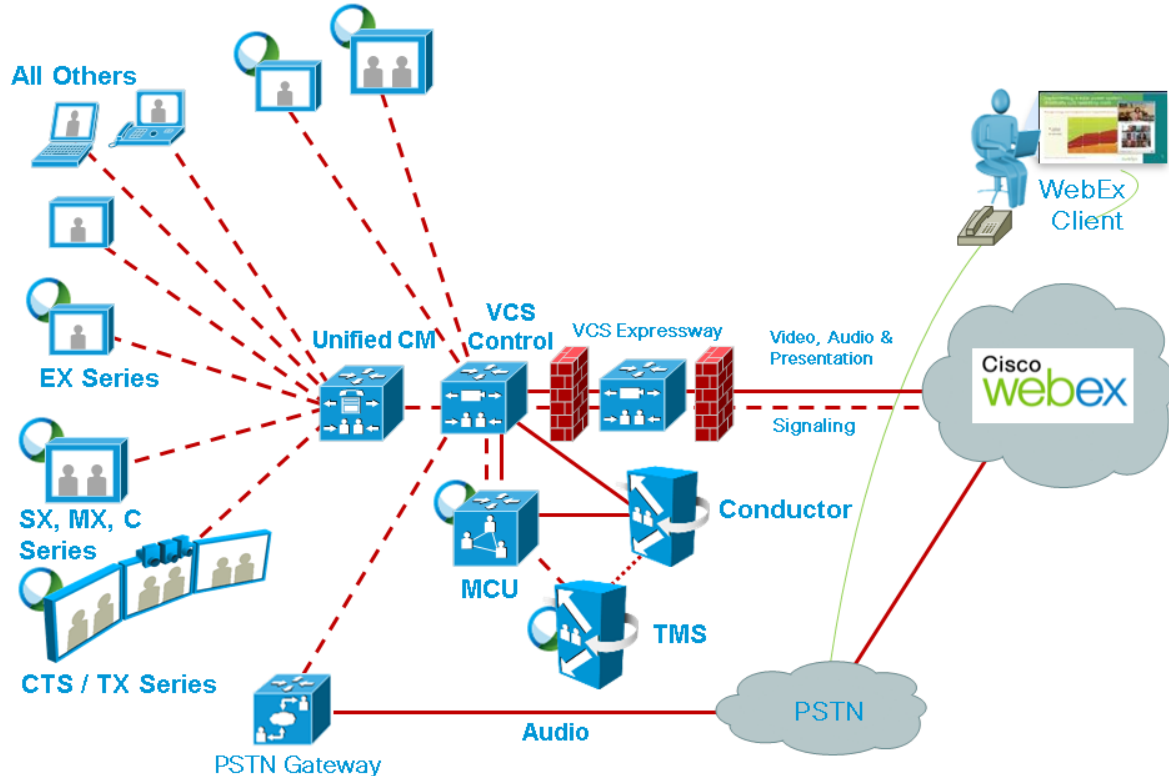 All Others
EX Series
SX, MX, C
Series
CTS / TX Series
Unified CM
VCS
Control
VCS Expressway
Video, Audio &
Presentation
Signaling
Cisco
webex
WebEx
Client
Conductor
MCU
TMS
PSTN Gateway
Audio
PSTN